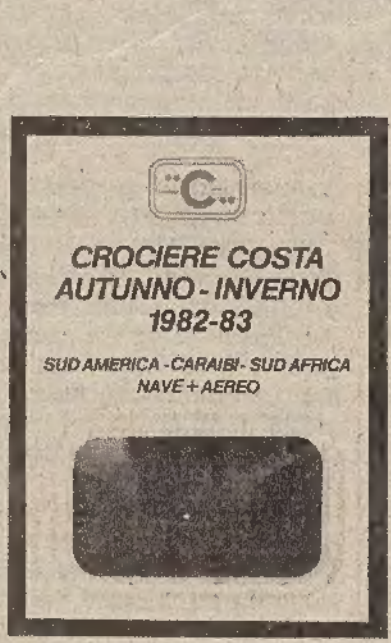 C
CROCIERE COSTA
AUTUNNO - INVERNO
1982-83
SUD AMERICA - CARAIBI - SUD AFRICA
NAVE + AEREO